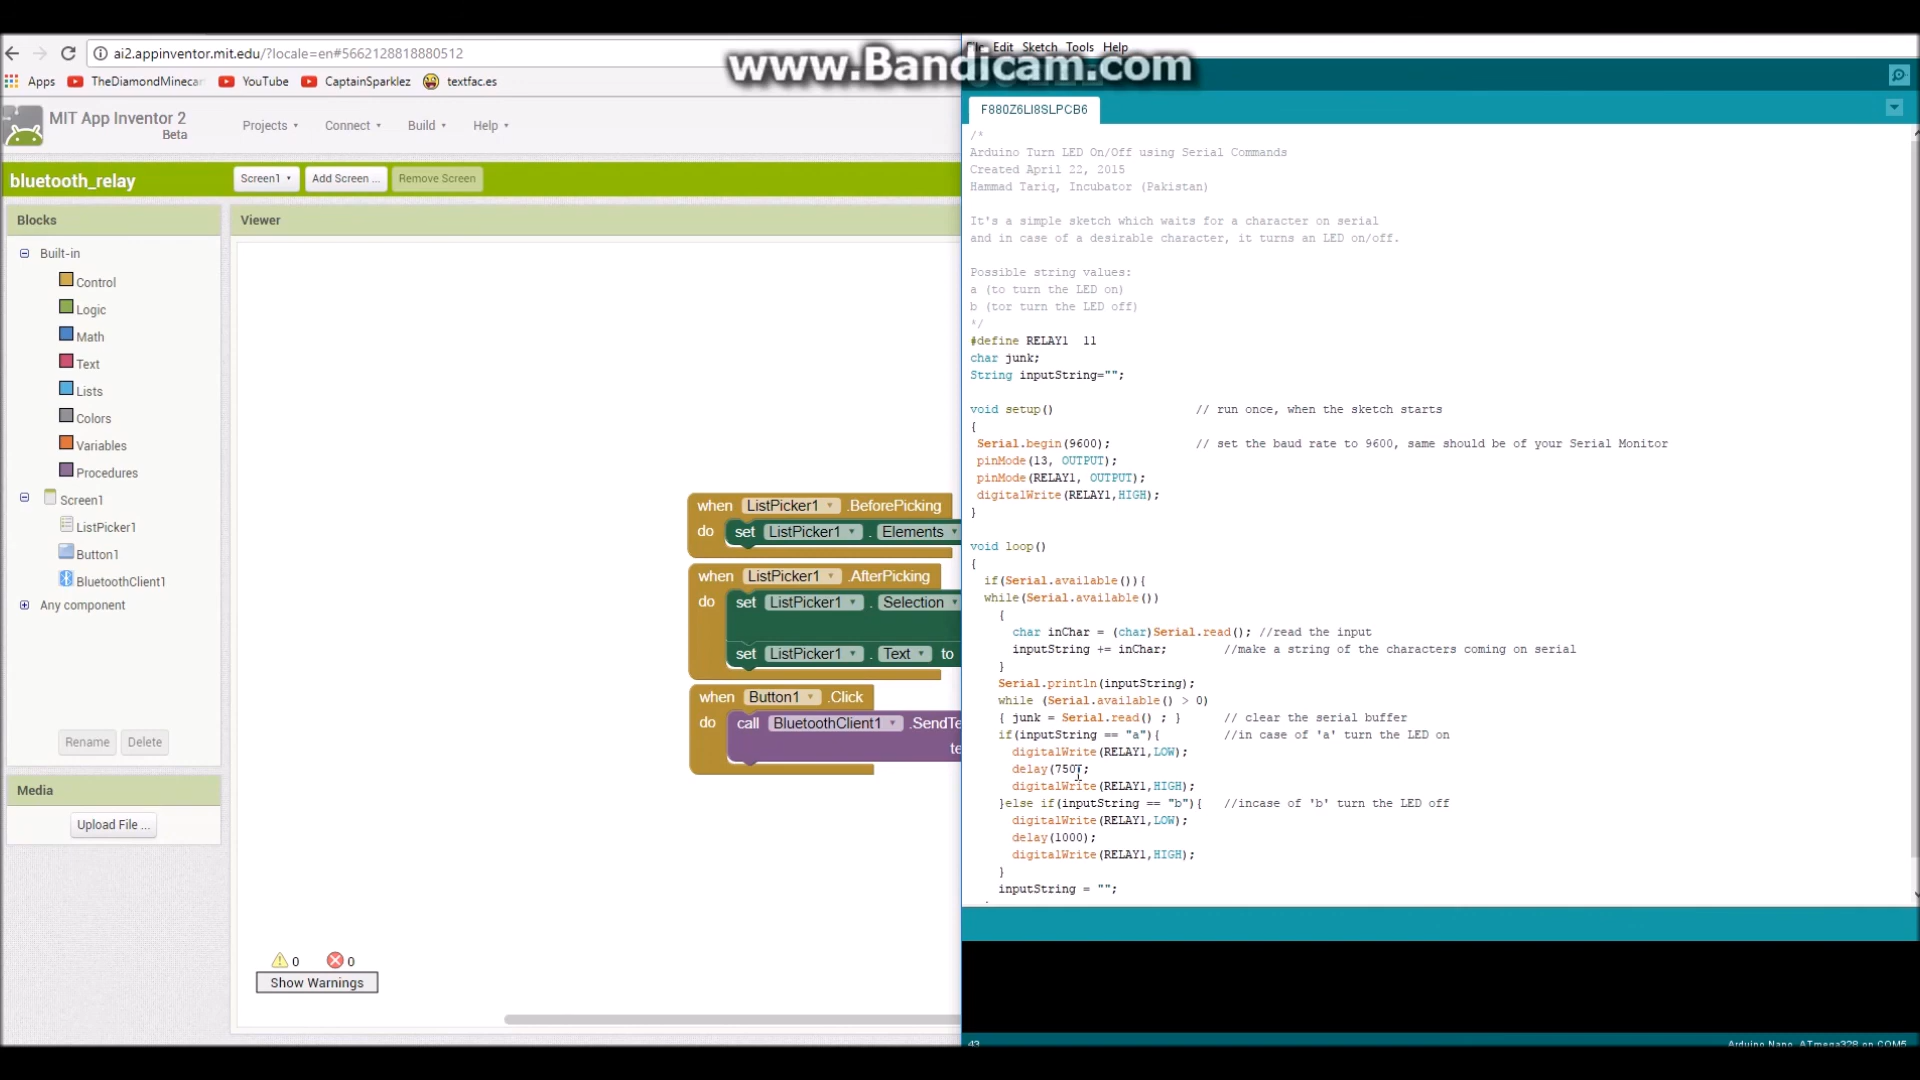 www.Bandicam.com
ai2.appinventor.mit.edu/?locale=en#5662128818880512
Apps TheDiamondMinecar YouTube CaptainSparklez textfac.es
MIT App Inventor 2
Beta
Projects Connect Build Help
bluetooth_relay
Screen1 Add Screen ... Remove Screen
Blocks
Viewer
Built-in
Control
Logic
Math
Text
Lists
Colors
Variables
Procedures
Screen1
ListPicker1
Button1
BluetoothClient1
Any component
Rename Delete
Media
Upload File ...
when ListPicker1 .BeforePicking
do set ListPicker1 . Elements
when ListPicker1 .AfterPicking
do set ListPicker1 . Selection
set ListPicker1 . Text to
when Button1 .Click
do call BluetoothClient1 .SendTe
te
0 0
Show Warnings
File Edit Sketch Tools Help
F880Z6LI8SLPCB6
/*
Arduino Turn LED On/Off using Serial Commands
Created April 22, 2015
Hammad Tariq, Incubator (Pakistan)
It's a simple sketch which waits for a character on serial
and in case of a desirable character, it turns an LED on/off.
Possible string values:
a (to turn the LED on)
b (tor turn the LED off)
*/
#define RELAY1  11
char junk;
String inputString="";
void setup() // run once, when the sketch starts
{
Serial.begin(9600); // set the baud rate to 9600, same should be of your Serial Monitor
pinMode(13, OUTPUT);
pinMode(RELAY1, OUTPUT);
digitalWrite(RELAY1,HIGH);
}
void loop()
{
if(Serial.available()){
while(Serial.available())
{
char inChar = (char)Serial.read(); //read the input
inputString += inChar; //make a string of the characters coming on serial
}
Serial.println(inputString);
while (Serial.available() > 0)
{ junk = Serial.read() ; } // clear the serial buffer
if(inputString == "a"){ //in case of 'a' turn the LED on
digitalWrite(RELAY1,LOW);
delay(750);
digitalWrite(RELAY1,HIGH);
}else if(inputString == "b"){ //incase of 'b' turn the LED off
digitalWrite(RELAY1,LOW);
delay(1000);
digitalWrite(RELAY1,HIGH);
}
inputString = "";
43
Arduino Nano, ATmega328 on COM5